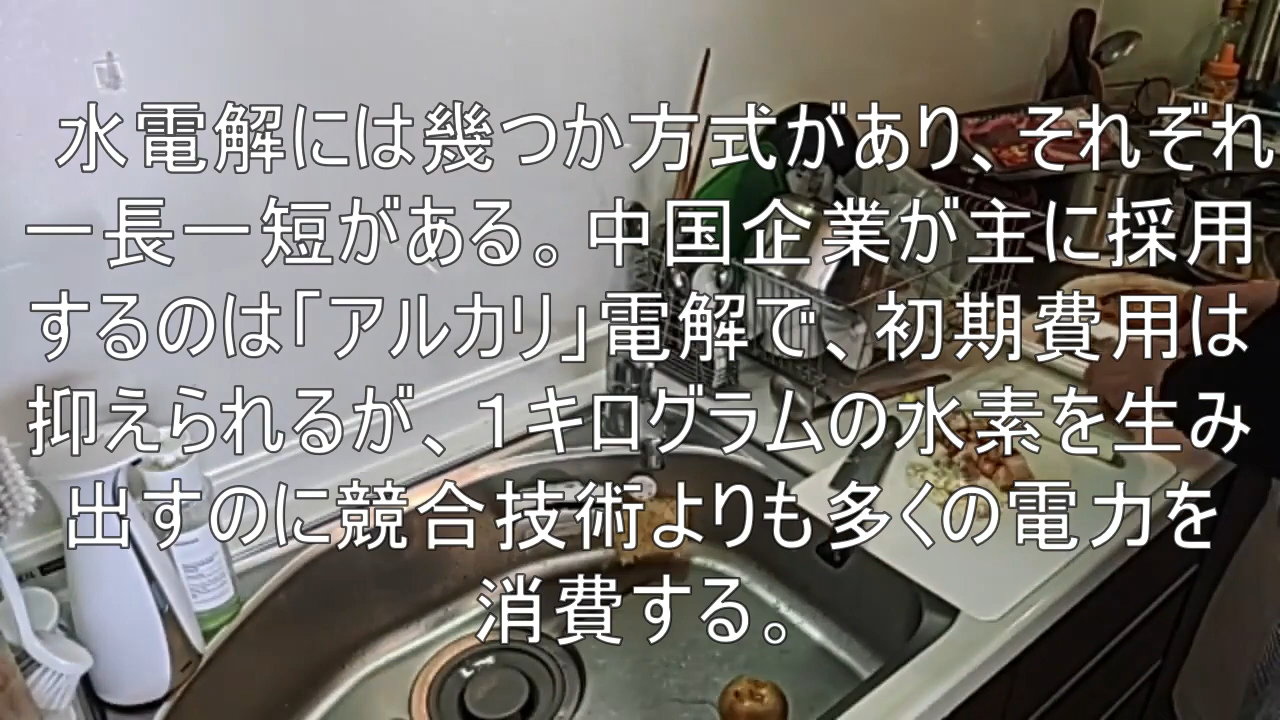 水電解には幾つか方式があり、それぞれ
一長一短がある。中国企業が主に採用
するのは「アルカリ」電解で、初期費用は
抑えられるが、1キログラムの水素を生み
出すのに競合技術よりも多くの電力を
消費する。